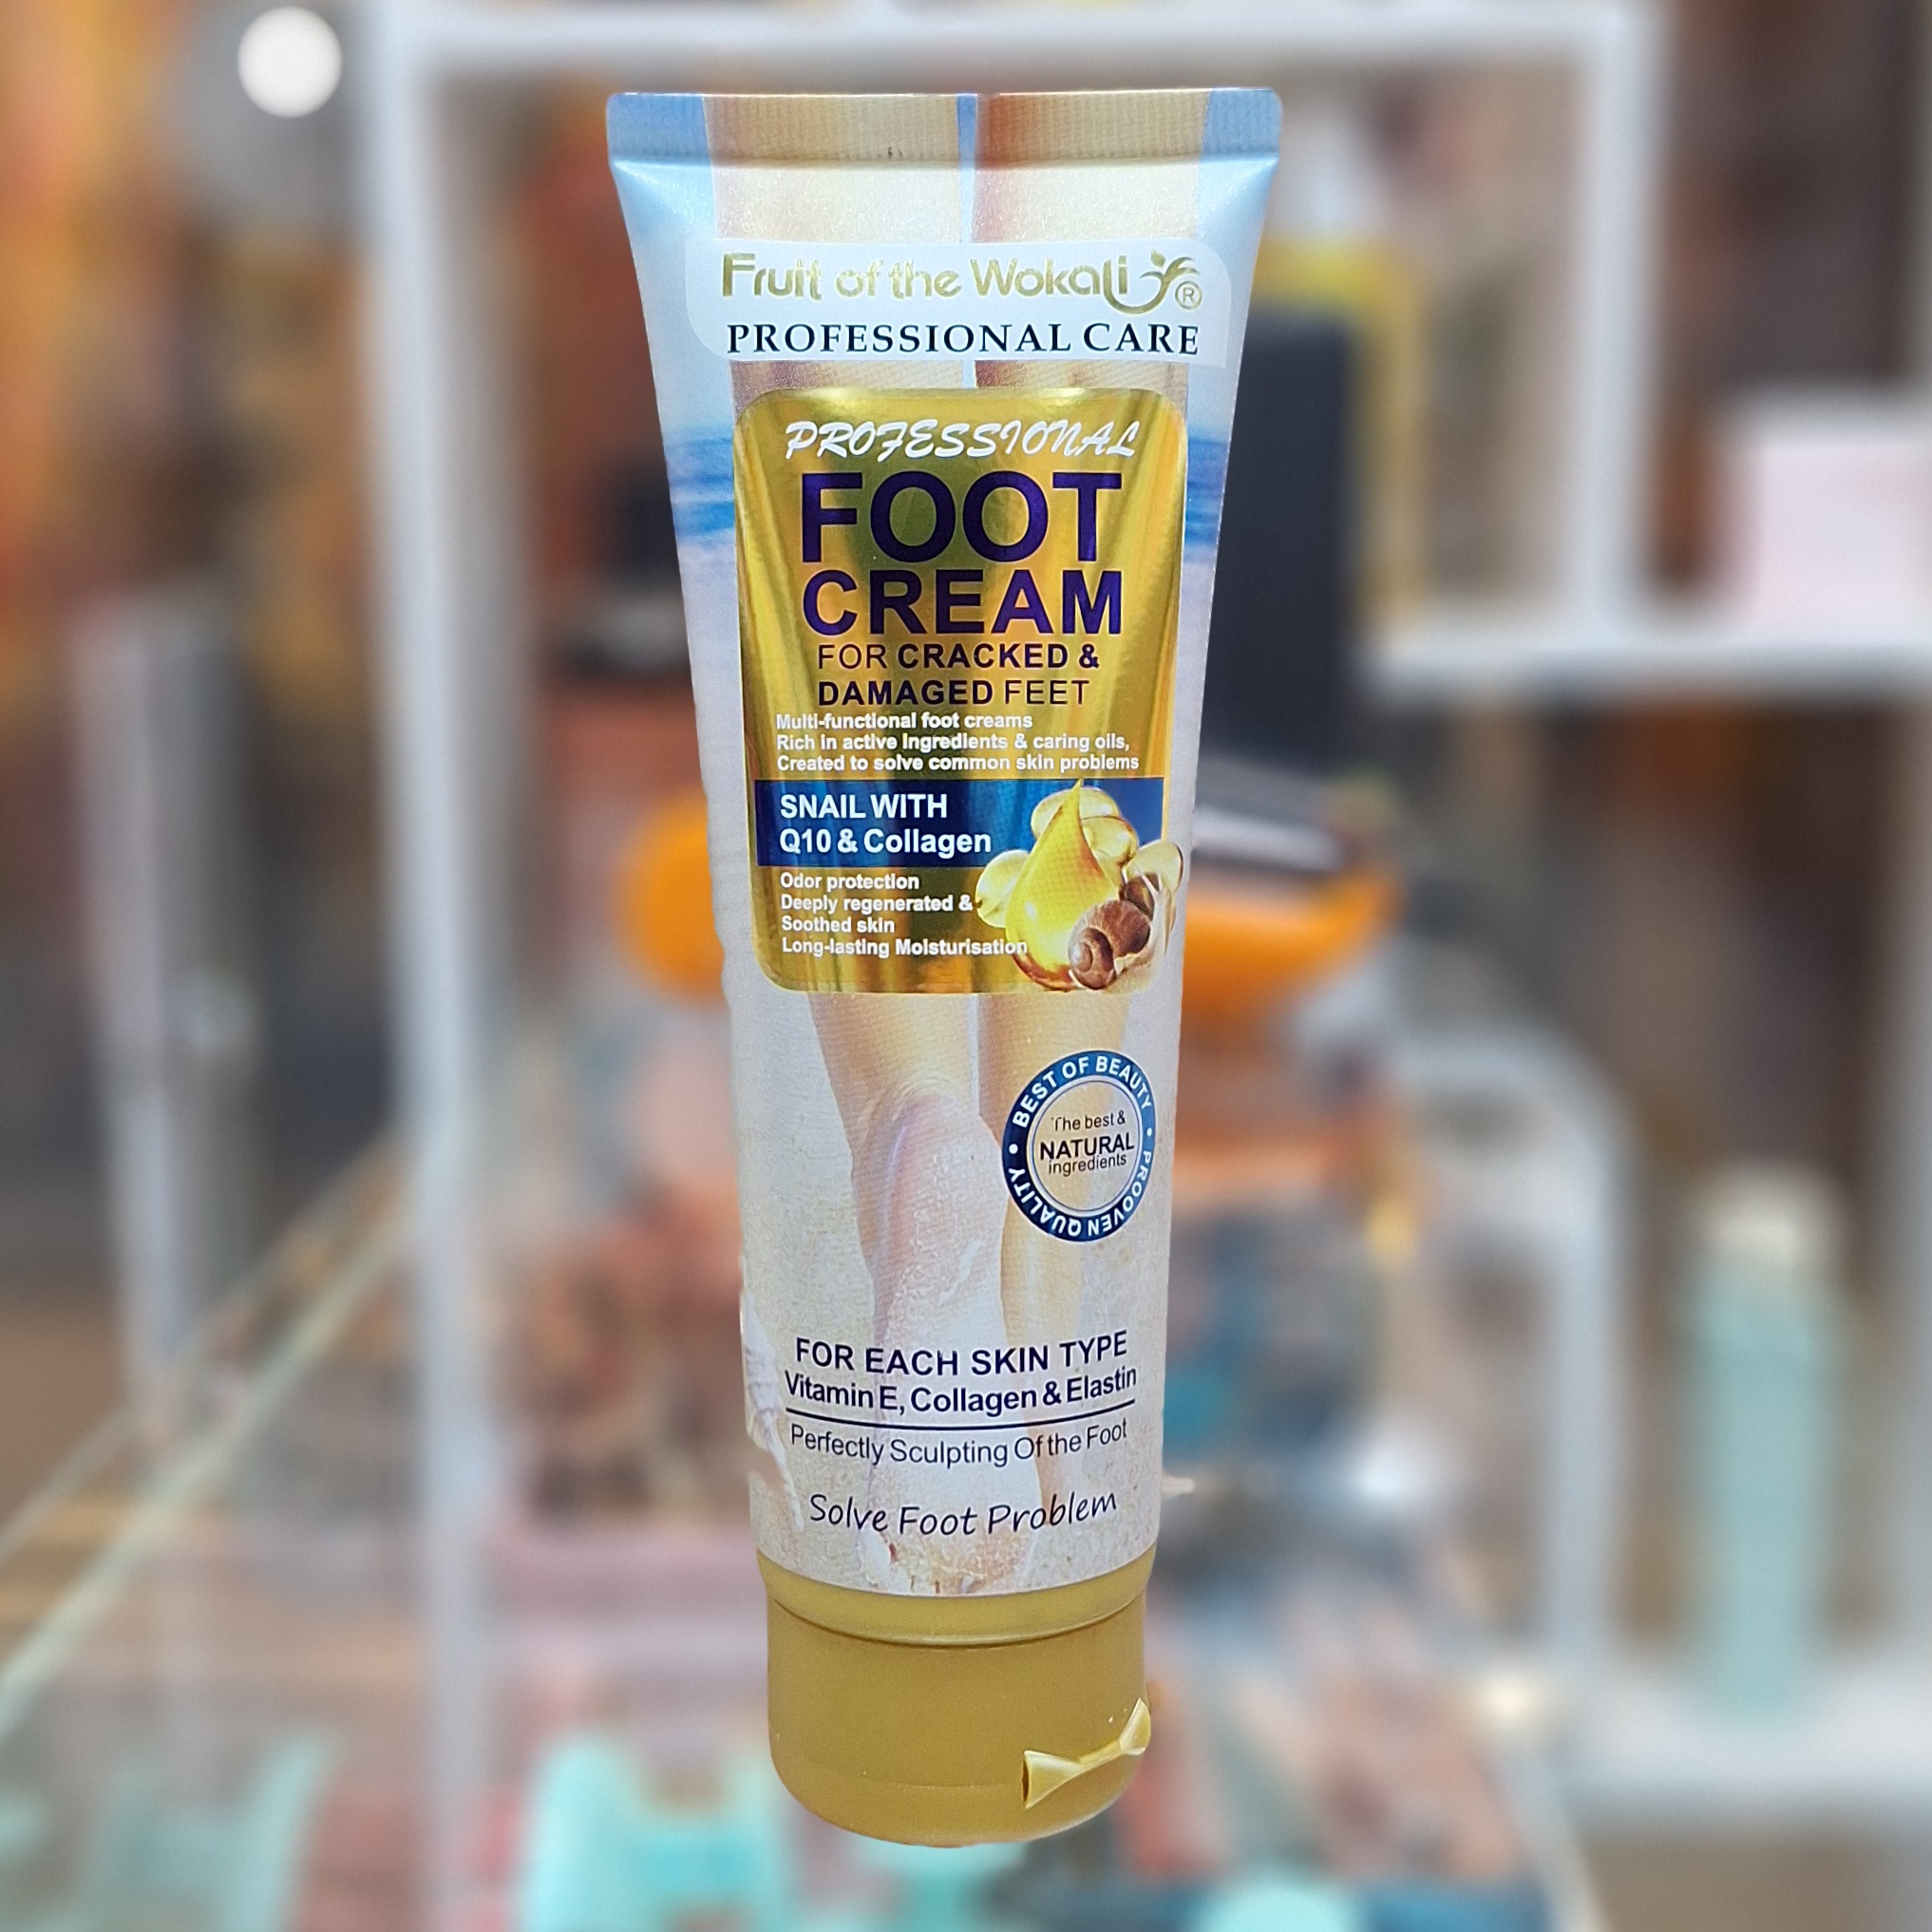 Fruit of the Wokali ®
PROFESSIONAL CARE
PROFESSIONAL
FOOT
CREAM
FOR CRACKED &
DAMAGED FEET
Multi-functional foot creams
Rich in active ingredients & caring oils,
Created to solve common skin problems
SNAIL WITH
Q10 & Collagen
Odor protection
Deeply regenerated &
Soothed skin
Long-lasting Moisturisation
BEST OF BEAUTY • PROOVEN QUALITY •
The best &
NATURAL
ingredients
FOR EACH SKIN TYPE
Vitamin E, Collagen & Elastin
Perfectly Sculpting Of the Foot
Solve Foot Problem